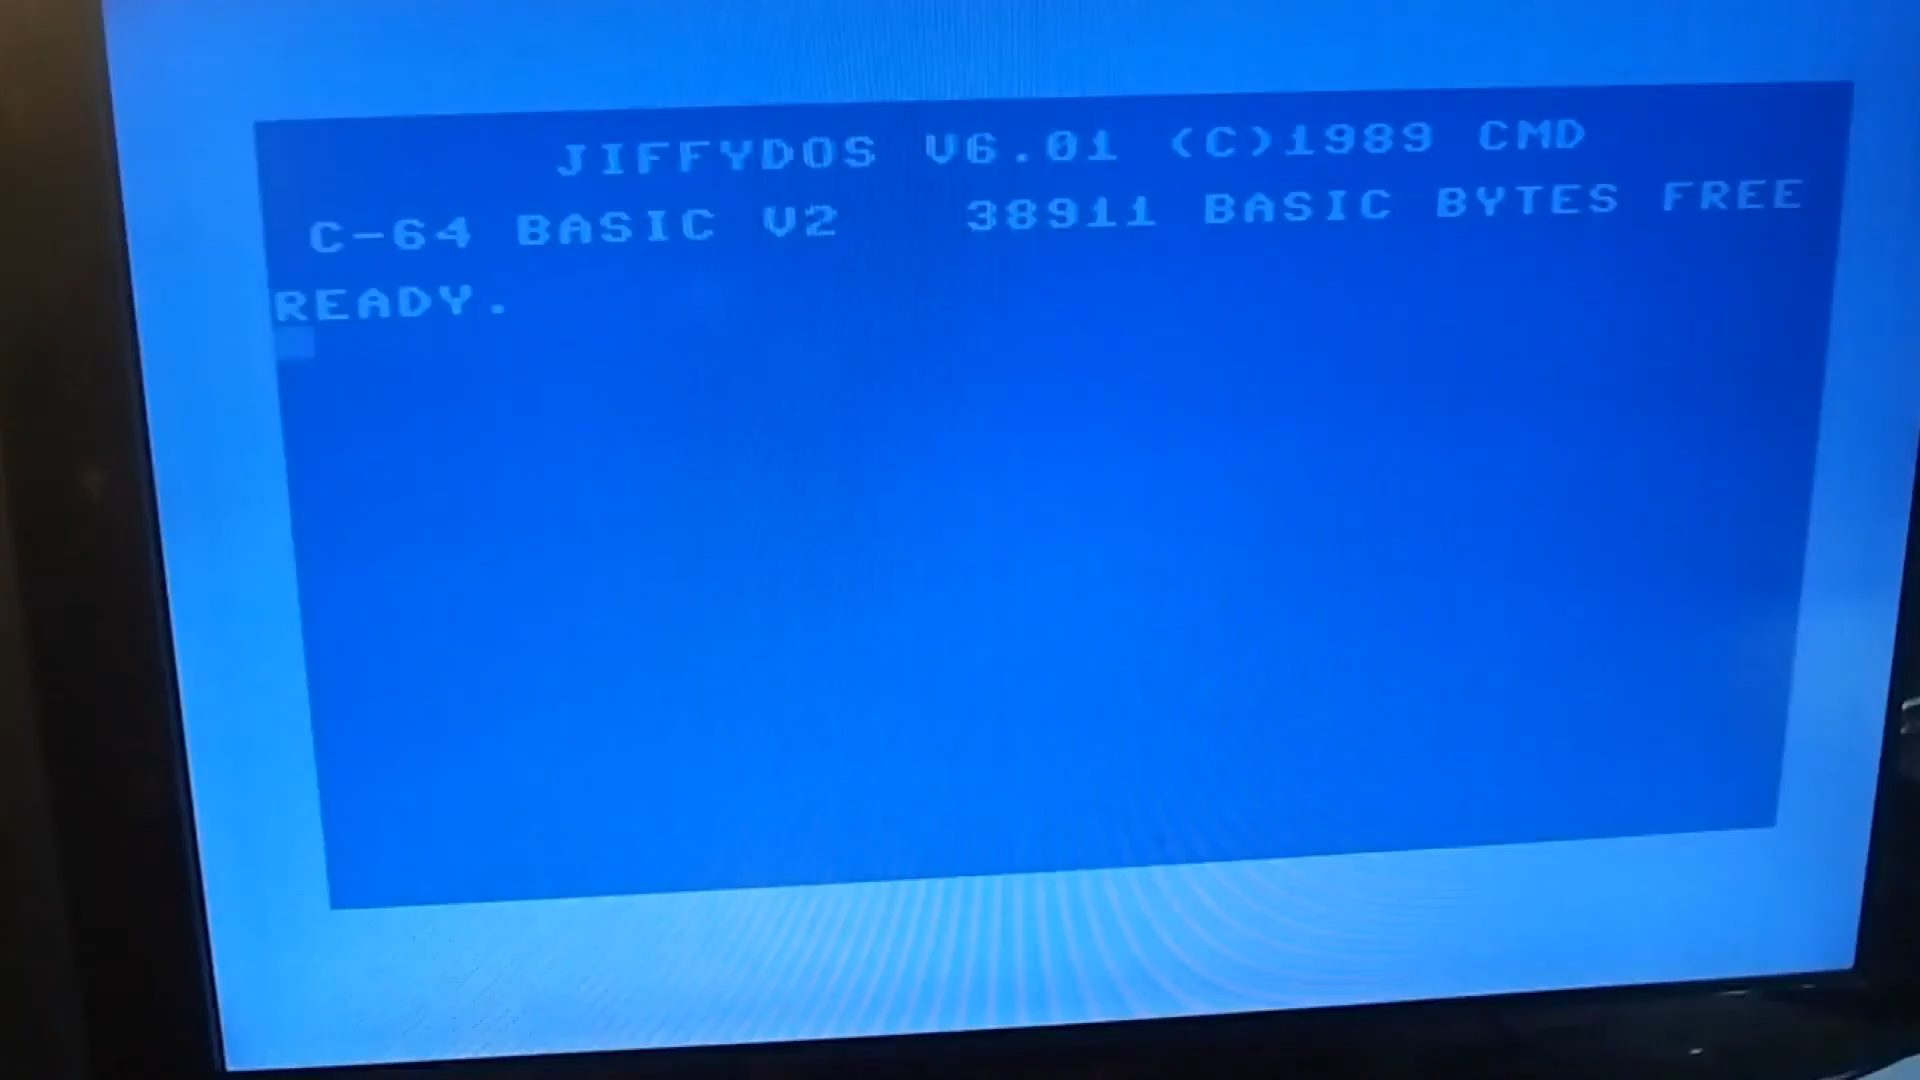 JIFFYDOS V6.01 (C)1989 CMD
C-64 BASIC V2 38911 BASIC BYTES FREE
READY.